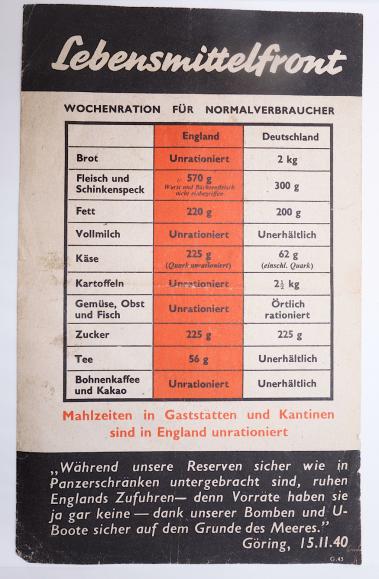 Lebensmittelfront
WOCHENRATION FÜR NORMALVERBRAUCHER
England Deutschland
Brot Unrationiert 2 kg
Fleisch und Schinkenspeck 570 g 300 g
Wurst und Büchsenfleisch nicht einbegriffen
Fett 220 g 200 g
Vollmilch Unrationiert Unerhältlich
Käse 225 g 62 g
(Quark unrationiert) (einschl. Quark)
Kartoffeln Unrationiert 2½ kg
Gemüse, Obst und Fisch Unrationiert Örtlich rationiert
Zucker 225 g 225 g
Tee 56 g Unerhältlich
Bohnenkaffee und Kakao Unrationiert Unerhältlich
Mahlzeiten in Gaststätten und Kantinen
sind in England unrationiert
„Während unsere Reserven sicher wie in
Panzerschränken untergebracht sind, ruhen
Englands Zufuhren— denn Vorräte haben sie
ja gar keine — dank unserer Bomben und U-
Boote sicher auf dem Grunde des Meeres.”
Göring, 15.11.40
G.43